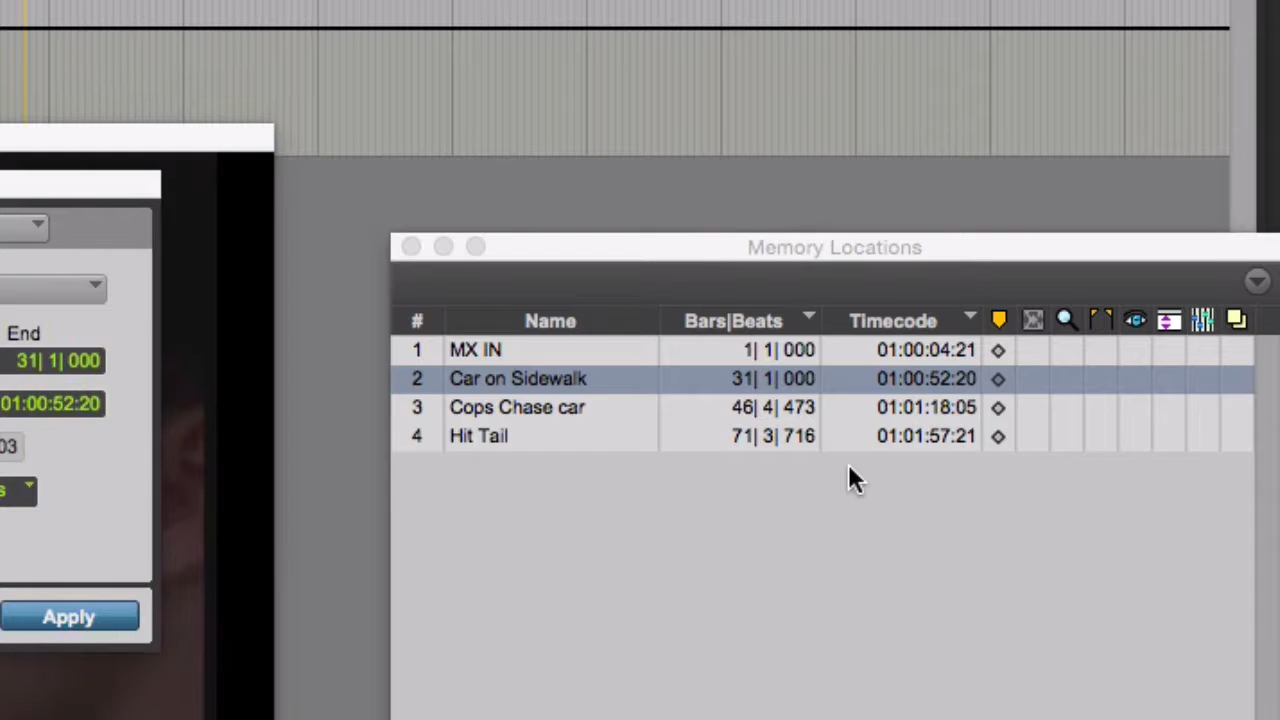 End
31| 1| 000
01:00:52:20
03
s
Apply
Memory Locations
# Name Bars|Beats Timecode
1 MX IN 1| 1| 000 01:00:04:21
2 Car on Sidewalk 31| 1| 000 01:00:52:20
3 Cops Chase car 46| 4| 473 01:01:18:05
4 Hit Tail 71| 3| 716 01:01:57:21